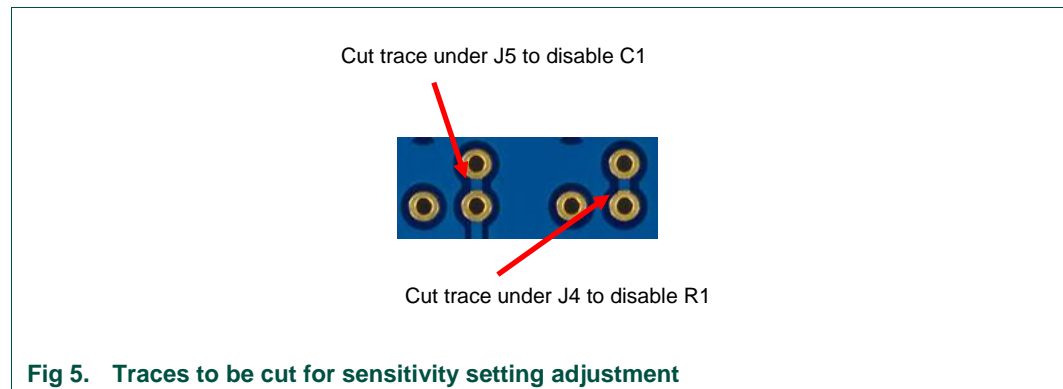 Cut trace under J5 to disable C1
Cut trace under J4 to disable R1
Fig 5. Traces to be cut for sensitivity setting adjustment